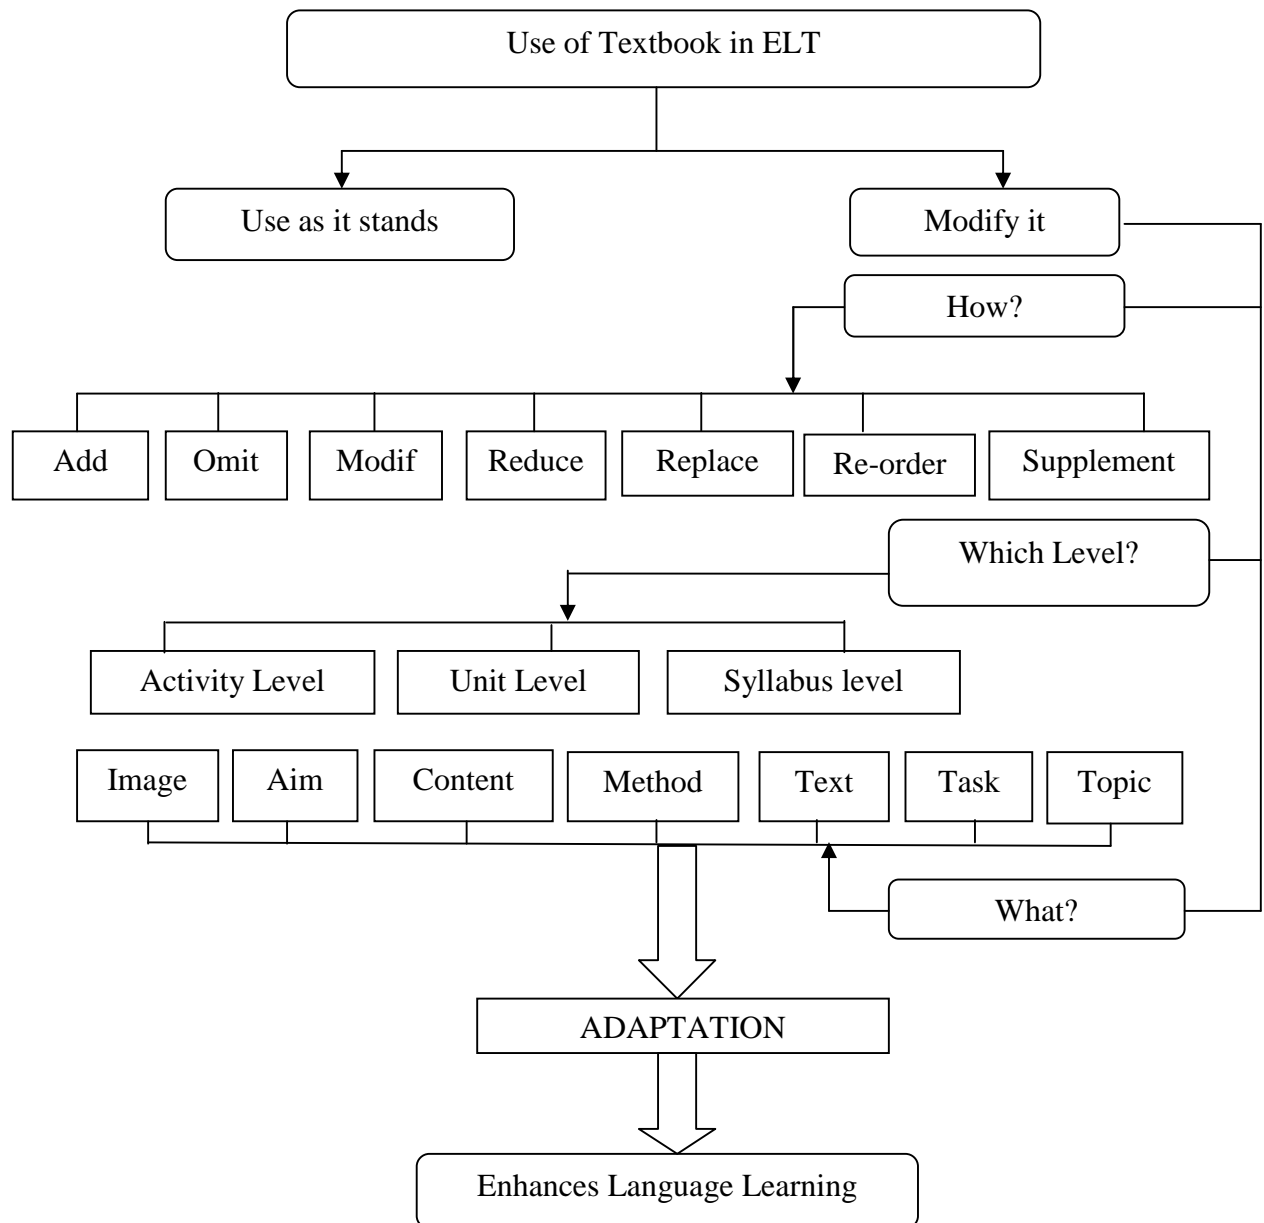 Use of Textbook in ELT
Use as it stands
Modify it
How?
Add
Omit
Modif
Reduce
Replace
Re-order
Supplement
Which Level?
Activity Level
Unit Level
Syllabus level
Image
Aim
Content
Method
Text
Task
Topic
What?
ADAPTATION
Enhances Language Learning